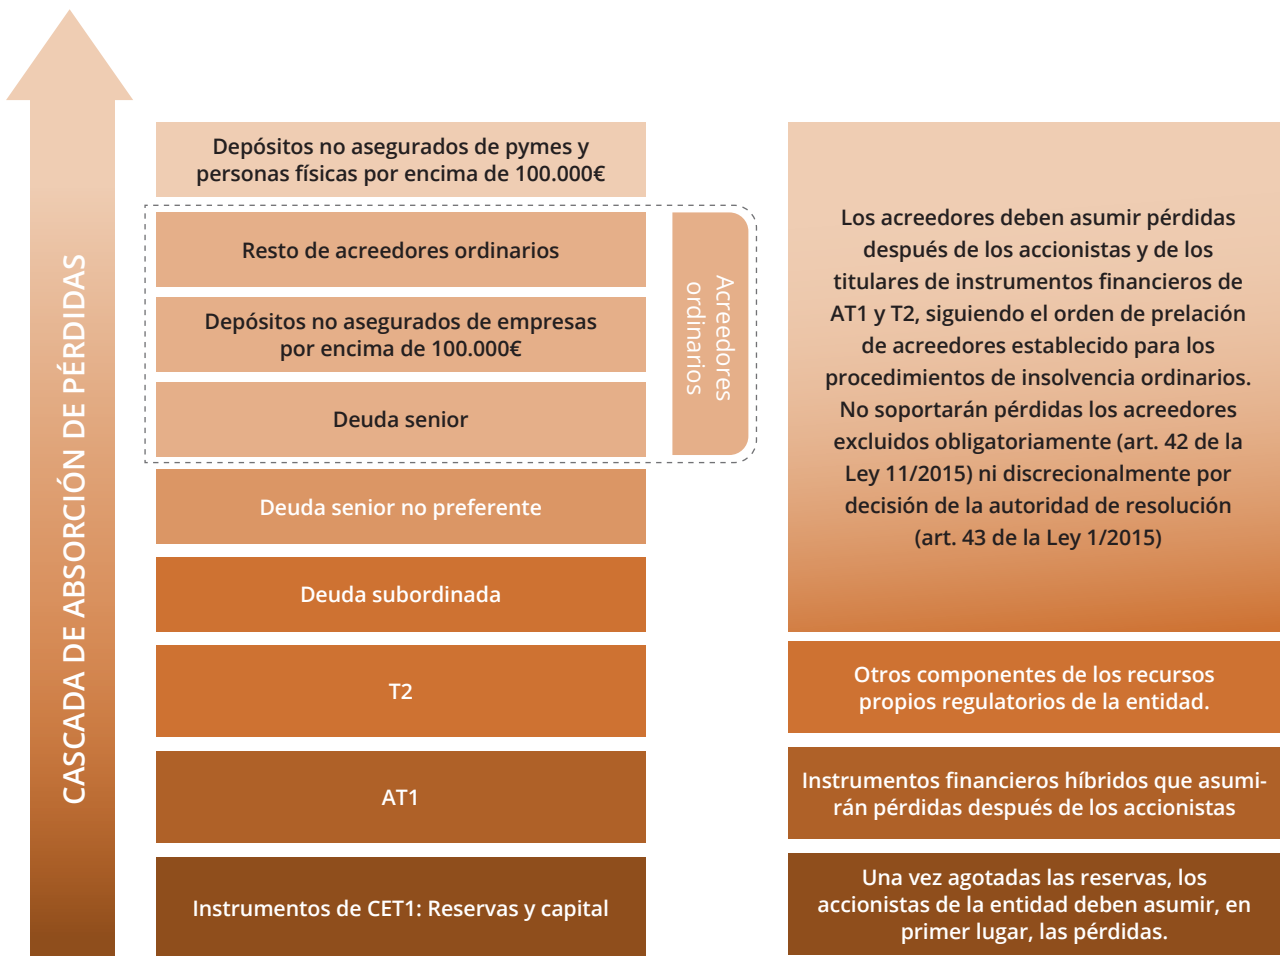 CASCADA DE ABSORCIÓN DE PÉRDIDAS
Depósitos no asegurados de pymes y
personas físicas por encima de 100.000€
Resto de acreedores ordinarios
Depósitos no asegurados de empresas
por encima de 100.000€
Deuda senior
Acreedores
ordinarios
Deuda senior no preferente
Deuda subordinada
T2
AT1
Instrumentos de CET1: Reservas y capital
Los acreedores deben asumir pérdidas
después de los accionistas y de los
titulares de instrumentos financieros de
AT1 y T2, siguiendo el orden de prelación
de acreedores establecido para los
procedimientos de insolvencia ordinarios.
No soportarán pérdidas los acreedores
excluidos obligatoriamente (art. 42 de la
Ley 11/2015) ni discrecionalmente por
decisión de la autoridad de resolución
(art. 43 de la Ley 1/2015)
Otros componentes de los recursos
propios regulatorios de la entidad.
Instrumentos financieros híbridos que asumi-
rán pérdidas después de los accionistas
Una vez agotadas las reservas, los
accionistas de la entidad deben asumir, en
primer lugar, las pérdidas.